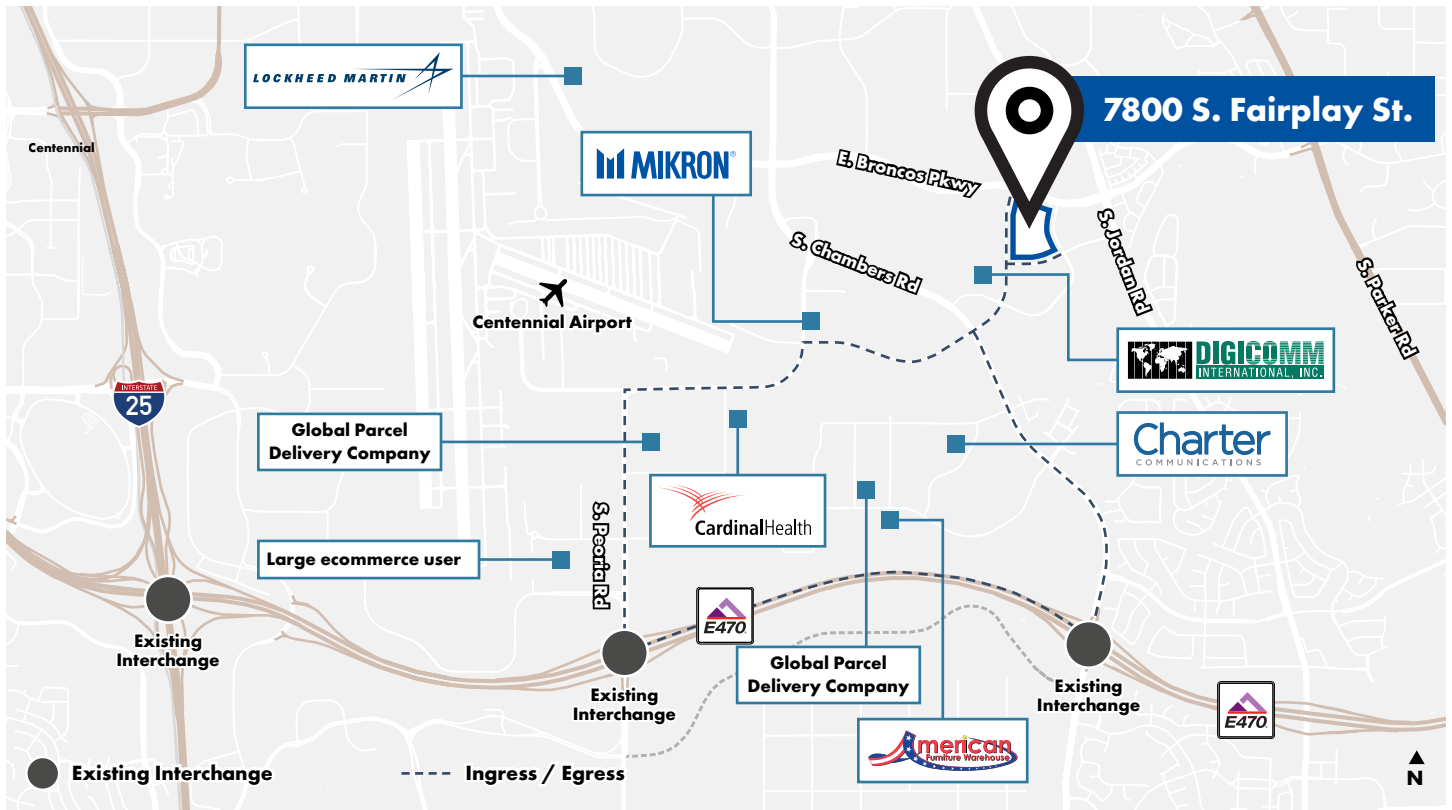 LOCKHEED MARTIN
7800 S. Fairplay St.
Centennial
MIKRON®
E. Broncos Pkwy
S. Jordan Rd
S. Chambers Rd
S. Parker Rd
Centennial Airport
DIGICOMM
INTERNATIONAL, INC.
INTERSTATE
25
Global Parcel
Delivery Company
Charter
COMMUNICATIONS
CardinalHealth
S. Peoria Rd
Large ecommerce user
E470
Existing
Interchange
Existing
Interchange
Global Parcel
Delivery Company
Existing
Interchange
E470
American
Furniture Warehouse
Existing Interchange
Ingress / Egress
N